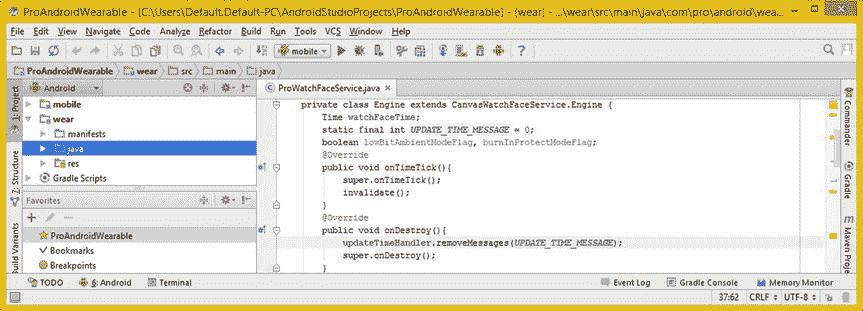 ProAndroidWearable - [C:\Users\Default.Default-PC\AndroidStudioProjects\ProAndroidWearable] - [wear] - ...\wear\src\main\java\com\pro\android\wea...
File Edit View Navigate Code Analyze Refactor Build Run Tools VCS Window Help
mobile
ProAndroidWearable wear src main java
Android
ProWatchFaceService.java
1: Project
7: Structure
Build Variants
mobile
wear
manifests
java
res
Gradle Scripts
Favorites
ProAndroidWearable
Bookmarks
Breakpoints
private class Engine extends CanvasWatchFaceService.Engine {
Time watchFaceTime;
static final int UPDATE_TIME_MESSAGE = 0;
boolean lowBitAmbientModeFlag, burnInProtectModeFlag;
@Override
public void onTimeTick(){
super.onTimeTick();
invalidate();
}
@Override
public void onDestroy(){
updateTimeHandler.removeMessages(UPDATE_TIME_MESSAGE);
super.onDestroy();
}
Commander
Gradle
m Maven Projec
TODO 6: Android Terminal Event Log Gradle Console Memory Monitor
37:62 CRLF UTF-8